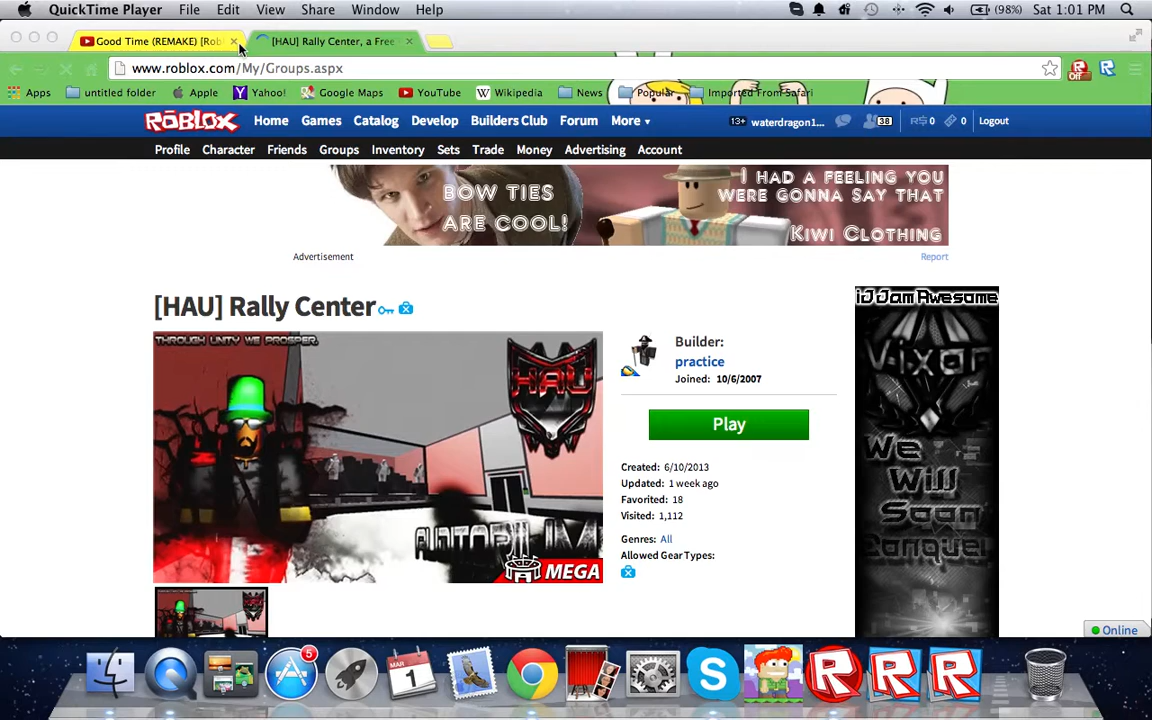 QuickTime Player File Edit View Share Window Help (98%) Sat 1:01 PM
Good Time (REMAKE) [Rob [HAU] Rally Center, a Free
www.roblox.com/My/Groups.aspx
Off
Apps untitled folder Apple Yahoo! Google Maps YouTube Wikipedia News Popular Imported From Safari
ROBLOX Home Games Catalog Develop Builders Club Forum More 13+ waterdragon1... 38 R$ 0 0 Logout
Profile Character Friends Groups Inventory Sets Trade Money Advertising Account
BOW TIES
ARE COOL!
I HAD A FEELING YOU
WERE GONNA SAY THAT
KIWI CLOTHING
Advertisement Report
[HAU] Rally Center
THROUGH UNITY WE PROSPER.
HAU
MEGA
Builder:
practice
Joined: 10/6/2007
Play
Created: 6/10/2013
Updated: 1 week ago
Favorited: 18
Visited: 1,112
Genres: All
Allowed Gear Types:
iJJamAwesome
We
Will
Soon
Conquer
Online
5
MAR
1